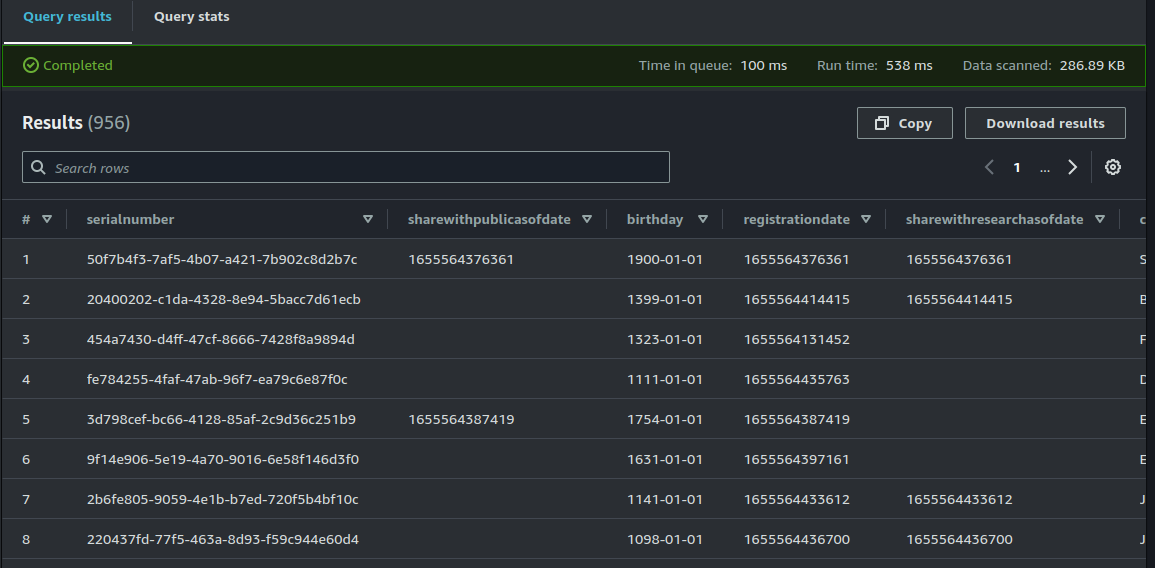 Query results Query stats
Completed Time in queue: 100 ms Run time: 538 ms Data scanned: 286.89 KB
Results (956) Copy Download results
Search rows 1 ...
# serialnumber sharewithpublicasofdate birthday registrationdate sharewithresearchasofdate c
1 50f7b4f3-7af5-4b07-a421-7b902c8d2b7c 1655564376361 1900-01-01 1655564376361 1655564376361 S
2 20400202-c1da-4328-8e94-5bacc7d61ecb 1399-01-01 1655564414415 1655564414415 B
3 454a7430-d4ff-47cf-8666-7428f8a9894d 1323-01-01 1655564131452 F
4 fe784255-4faf-47ab-96f7-ea79c6e87f0c 1111-01-01 1655564435763 D
5 3d798cef-bc66-4128-85af-2c9d36c251b9 1655564387419 1754-01-01 1655564387419 E
6 9f14e906-5e19-4a70-9016-6e58f146d3f0 1631-01-01 1655564397161 E
7 2b6fe805-9059-4e1b-b7ed-720f5b4bf10c 1141-01-01 1655564433612 1655564433612 J
8 220437fd-77f5-463a-8d93-f59c944e60d4 1098-01-01 1655564436700 1655564436700 J